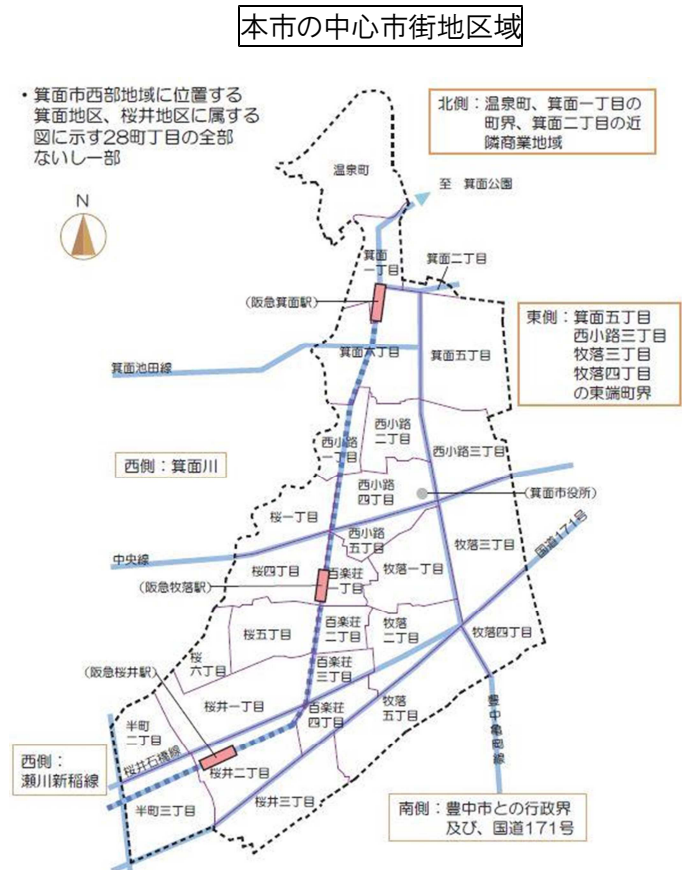 本市の中心市街地区域
・箕面市西部地域に位置する
箕面地区、桜井地区に属する
図に示す28町丁目の全部
ないし一部
N
北側：温泉町、箕面一丁目の
町界、箕面二丁目の近
隣商業地域
温泉町
至 箕面公園
箕面
一丁目
箕面二丁目
（阪急箕面駅）
東側：箕面五丁目
西小路三丁目
牧落三丁目
牧落四丁目
の東端町界
箕面六丁目
箕面五丁目
箕面池田線
西小路
二丁目
西小路
一丁目
西小路三丁目
西側：箕面川
西小路
四丁目
（箕面市役所）
桜一丁目
西小路
五丁目
牧落三丁目
国道171号
中央線
桜四丁目
百楽荘
一丁目
牧落一丁目
（阪急牧落駅）
桜五丁目
百楽荘
二丁目
牧落
二丁目
牧落四丁目
桜
六丁目
百楽荘
三丁目
（阪急桜井駅）
桜井一丁目
百楽荘
四丁目
牧落
五丁目
半町
二丁目
豊中亀岡線
西側：
瀬川新稲線
桜井石橋線
桜井二丁目
半町三丁目
桜井三丁目
南側：豊中市との行政界
及び、国道171号